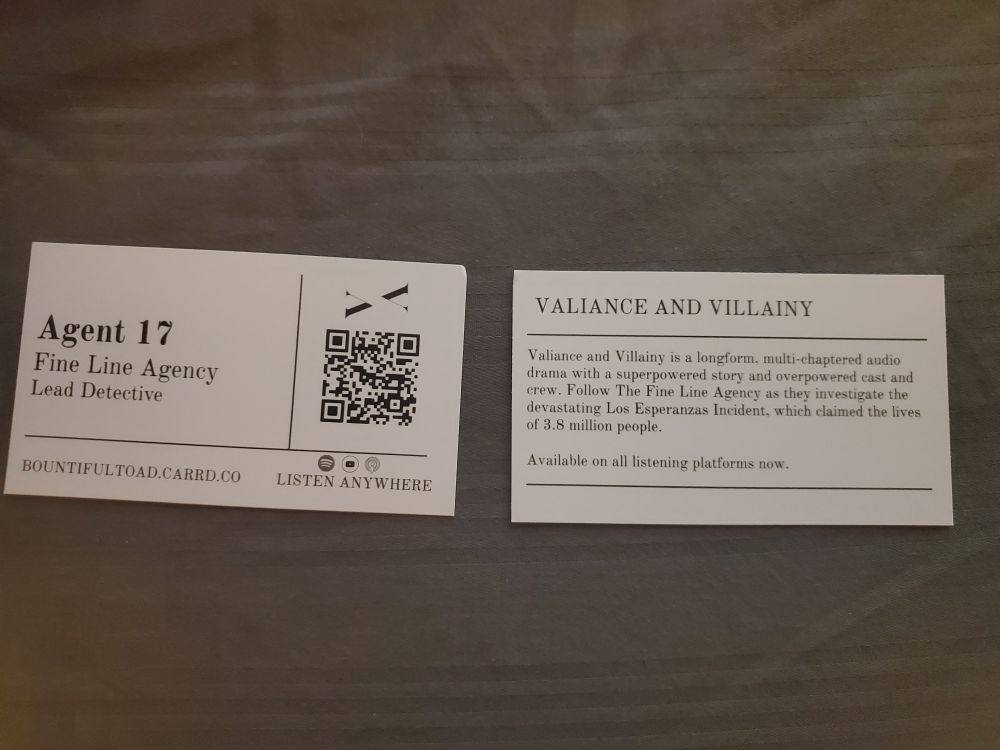 Agent 17
Fine Line Agency
Lead Detective
BOUNTIFULTOAD.CARRD.CO
LISTEN ANYWHERE
VALIANCE AND VILLAINY
Valiance and Villainy is a longform, multi-chaptered audio
drama with a superpowered story and overpowered cast and
crew. Follow The Fine Line Agency as they investigate the
devastating Los Esperanzas Incident, which claimed the lives
of 3.8 million people.
Available on all listening platforms now.